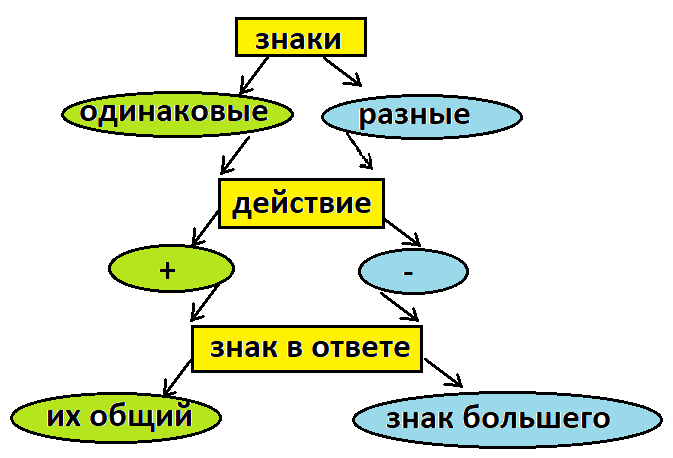 знаки
одинаковые
разные
действие
+
-
знак в ответе
их общий
знак большего